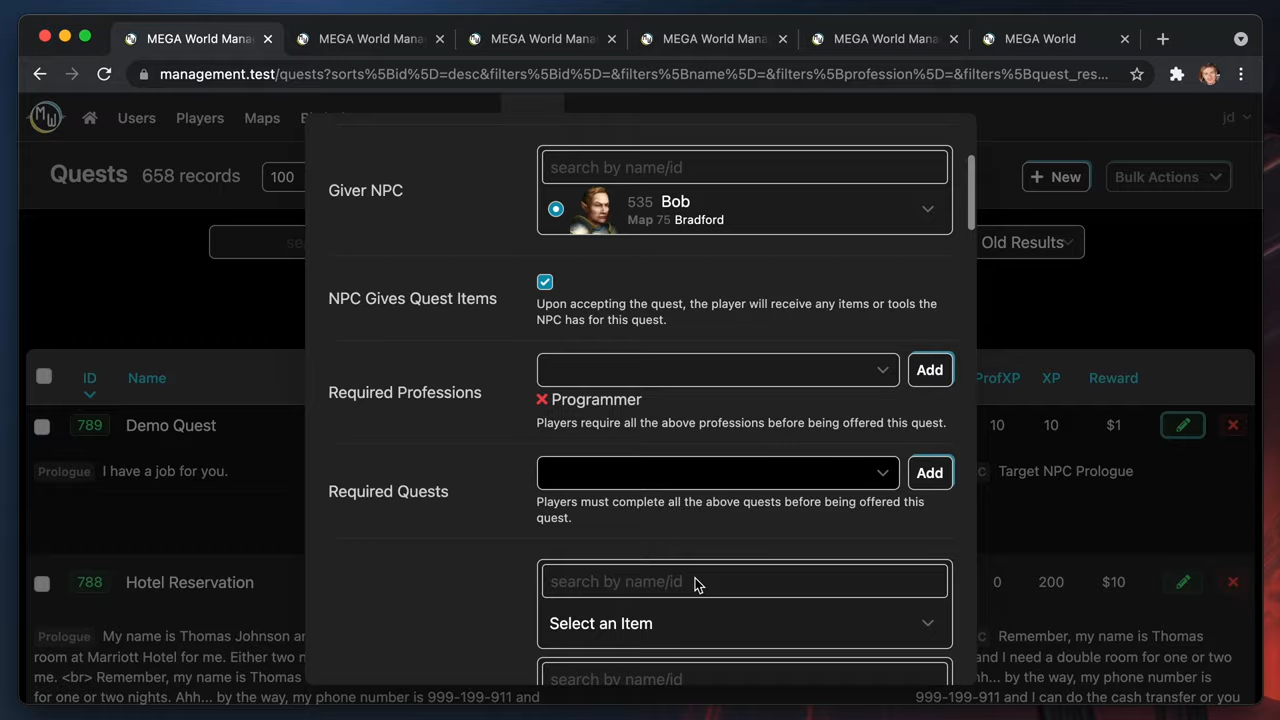 MEGA World Mana
MEGA World Mana
MEGA World Mana
MEGA World Mana
MEGA World Mana
MEGA World
management.test/quests?sorts%5Bid%5D=desc&filters%5Bid%5D=&filters%5Bname%5D=&filters%5Bprofession%5D=&filters%5Bquest_res...
MW
Users
Players
Maps
jd
Quests
658 records
100
+ New
Bulk Actions
Old Results
ID
Name
ProfXP
XP
Reward
789
Demo Quest
10
10
$1
Prologue
I have a job for you.
Target NPC Prologue
788
Hotel Reservation
0
200
$10
Prologue
My name is Thomas Johnson
room at Marriott Hotel for me. Either two
me. <br> Remember, my name is Thomas
for one or two nights. Ahh... by the way, my phone number is 999-199-911 and
Remember, my name is Thomas
and I need a double room for one or two
... by the way, my phone number is
999-199-911 and I can do the cash transfer or you
Giver NPC
search by name/id
535 Bob
Map 75 Bradford
NPC Gives Quest Items
Upon accepting the quest, the player will receive any items or tools the
NPC has for this quest.
Required Professions
Add
Programmer
Players require all the above professions before being offered this quest.
Required Quests
Add
Players must complete all the above quests before being offered this
quest.
search by name/id
Select an Item
search by name/id